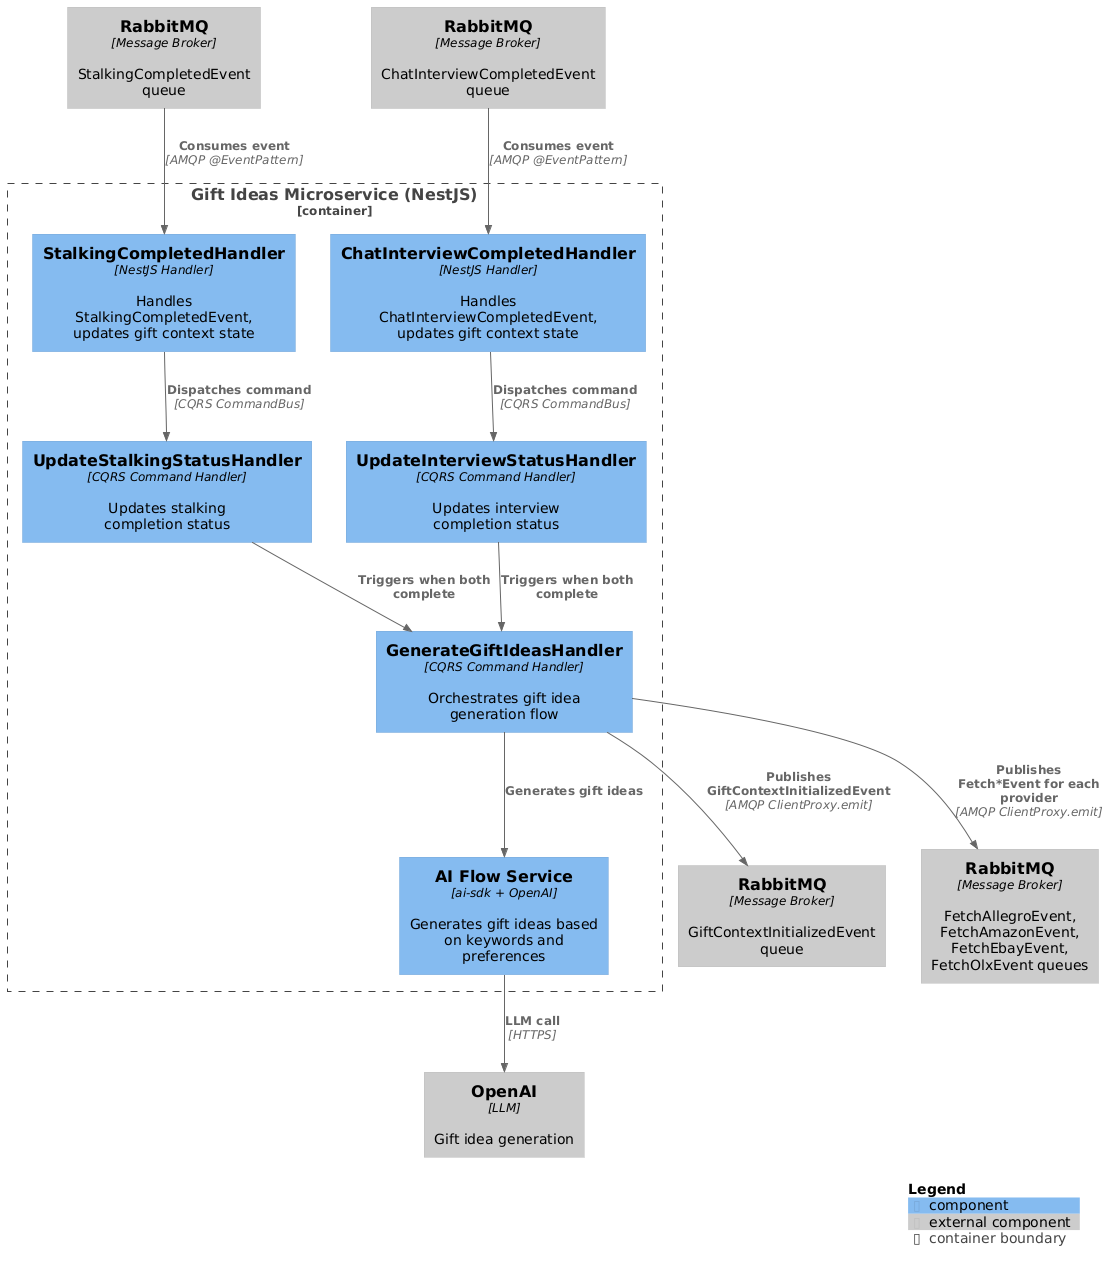 RabbitMQ
[Message Broker]
StalkingCompletedEvent
queue
RabbitMQ
[Message Broker]
ChatInterviewCompletedEvent
queue
Consumes event
[AMQP @EventPattern]
Consumes event
[AMQP @EventPattern]
Gift Ideas Microservice (NestJS)
[container]
StalkingCompletedHandler
[NestJS Handler]
Handles
StalkingCompletedEvent,
updates gift context state
ChatInterviewCompletedHandler
[NestJS Handler]
Handles
ChatInterviewCompletedEvent,
updates gift context state
Dispatches command
[CQRS CommandBus]
Dispatches command
[CQRS CommandBus]
UpdateStalkingStatusHandler
[CQRS Command Handler]
Updates stalking
completion status
UpdateInterviewStatusHandler
[CQRS Command Handler]
Updates interview
completion status
Triggers when both
complete
Triggers when both
complete
GenerateGiftIdeasHandler
[CQRS Command Handler]
Orchestrates gift idea
generation flow
Generates gift ideas
Publishes
GiftContextInitializedEvent
[AMQP ClientProxy.emit]
Publishes
Fetch*Event for each
provider
[AMQP ClientProxy.emit]
AI Flow Service
[ai-sdk + OpenAI]
Generates gift ideas based
on keywords and
preferences
RabbitMQ
[Message Broker]
GiftContextInitializedEvent
queue
RabbitMQ
[Message Broker]
FetchAllegroEvent,
FetchAmazonEvent,
FetchEbayEvent,
FetchOlxEvent queues
LLM call
[HTTPS]
OpenAI
[LLM]
Gift idea generation
Legend
component
external component
container boundary